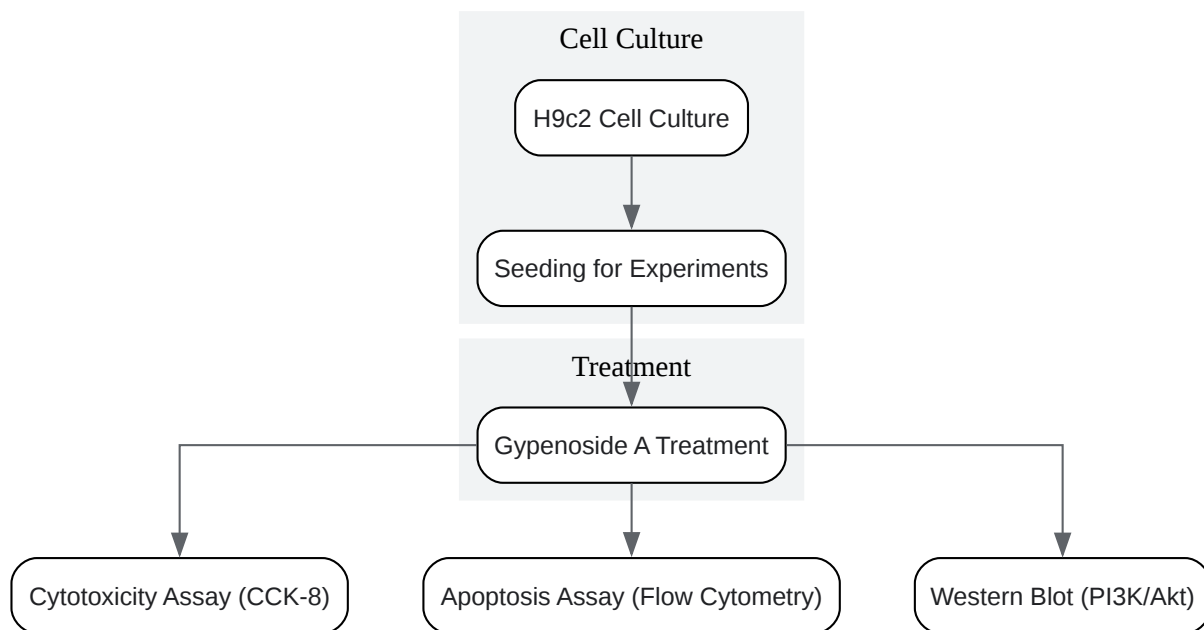 Cell Culture
H9c2 Cell Culture
Seeding for Experiments
Treatment
Gypenoside A Treatment
Cytotoxicity Assay (CCK-8)
Apoptosis Assay (Flow Cytometry)
Western Blot (PI3K/Akt)